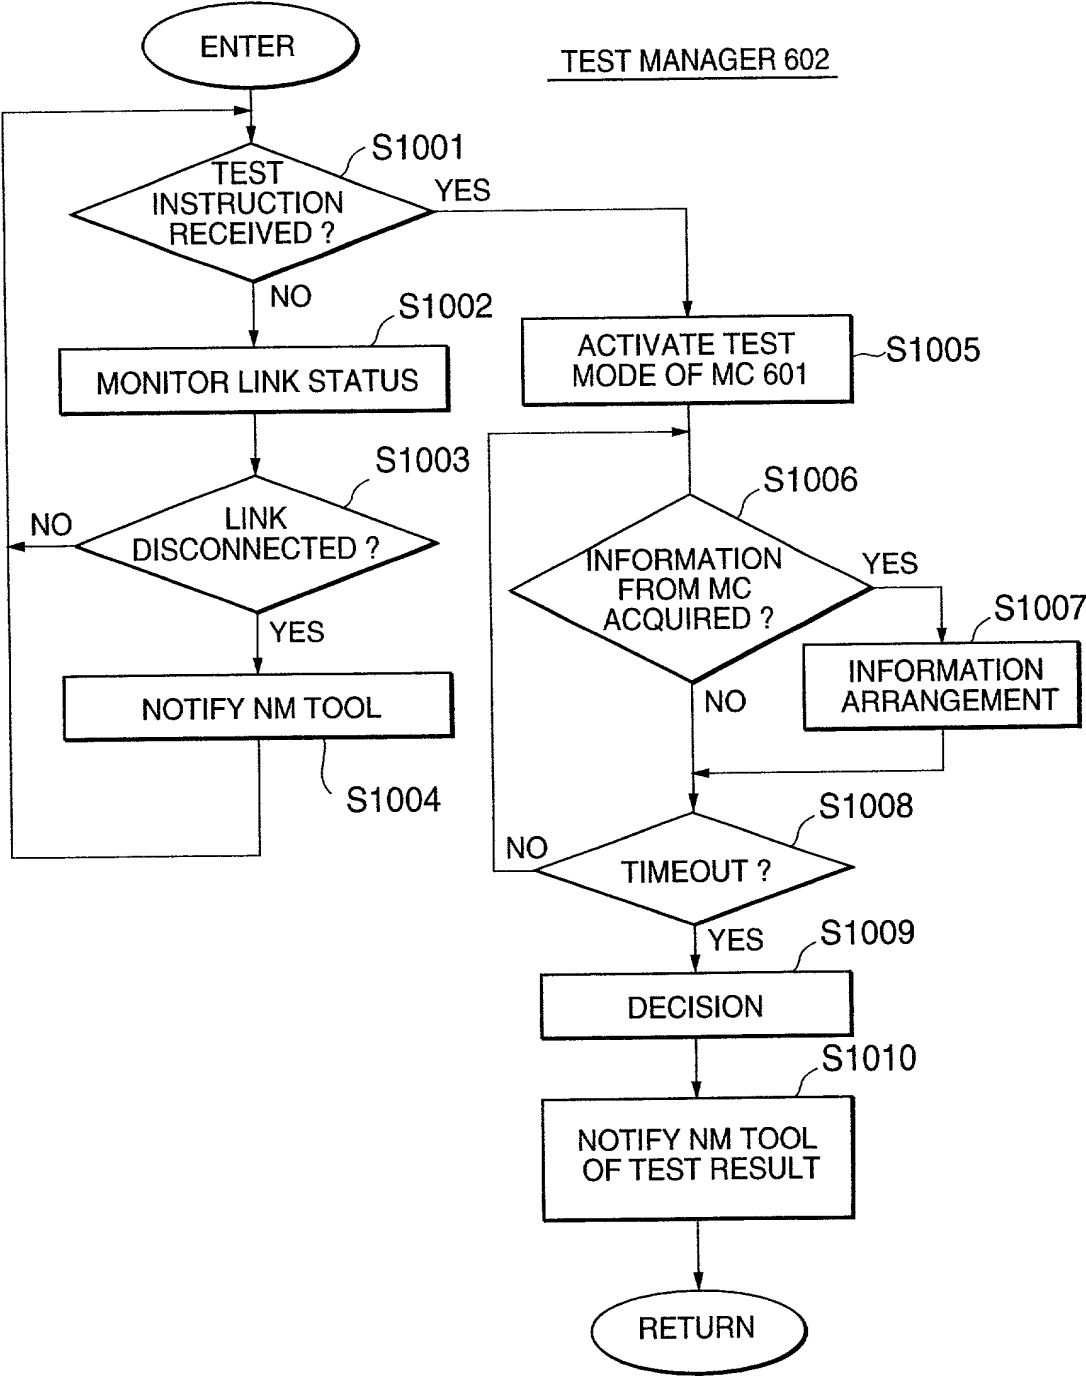 ENTER
TEST MANAGER 602
S1001
TEST
INSTRUCTION
RECEIVED ?
YES
NO
S1002
MONITOR LINK STATUS
S1003
LINK
DISCONNECTED ?
NO
YES
NOTIFY NM TOOL
S1004
ACTIVATE TEST
MODE OF MC 601
S1005
S1006
INFORMATION
FROM MC
ACQUIRED ?
YES
NO
S1007
INFORMATION
ARRANGEMENT
S1008
TIMEOUT ?
NO
YES
S1009
DECISION
S1010
NOTIFY NM TOOL
OF TEST RESULT
RETURN